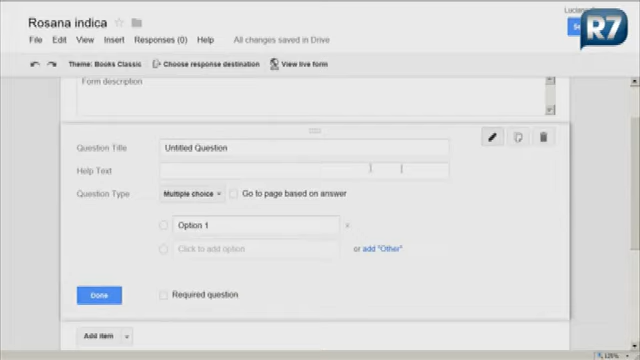 Rosana indica
R7
File Edit View Insert Responses (0) Help All changes saved in Drive
Theme: Books Classic Choose response destination View live form
Form description
Question Title Untitled Question
Help Text
Question Type Multiple choice Go to page based on answer
Option 1 x
Click to add option or add "Other"
Done Required question
Add item
125%